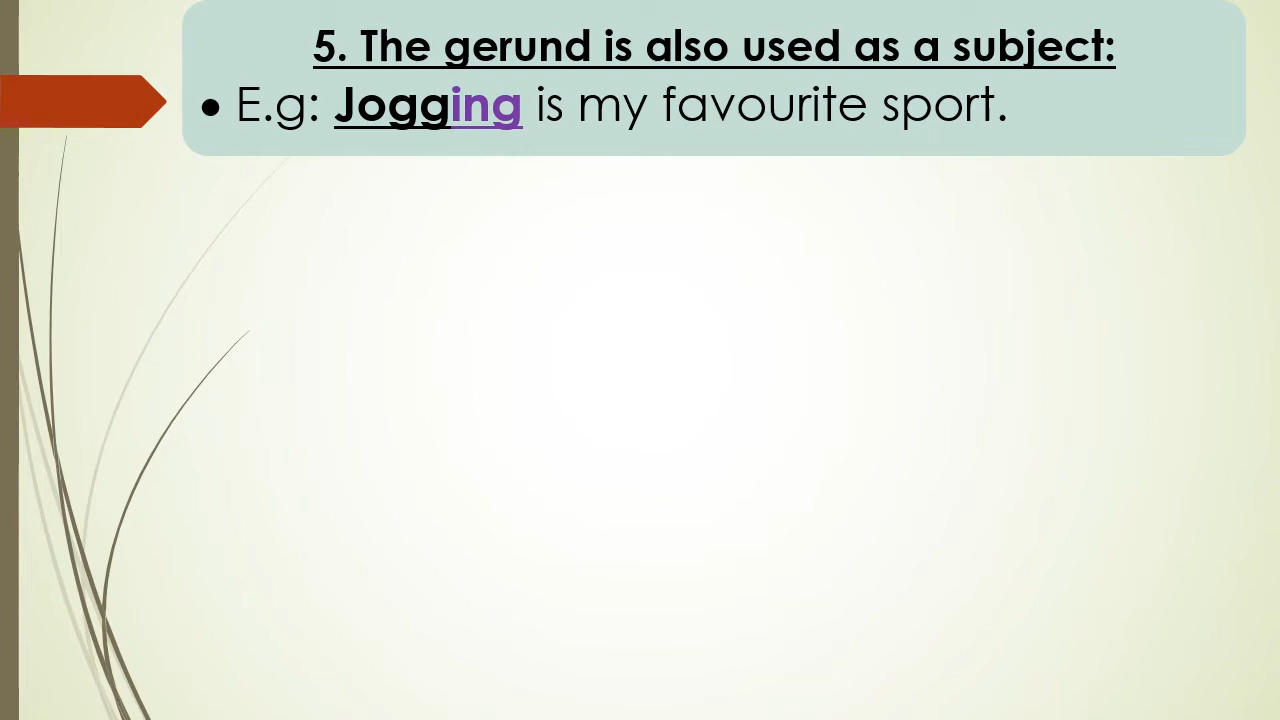 5. The gerund is also used as a subject:
• E.g: Jogging is my favourite sport.